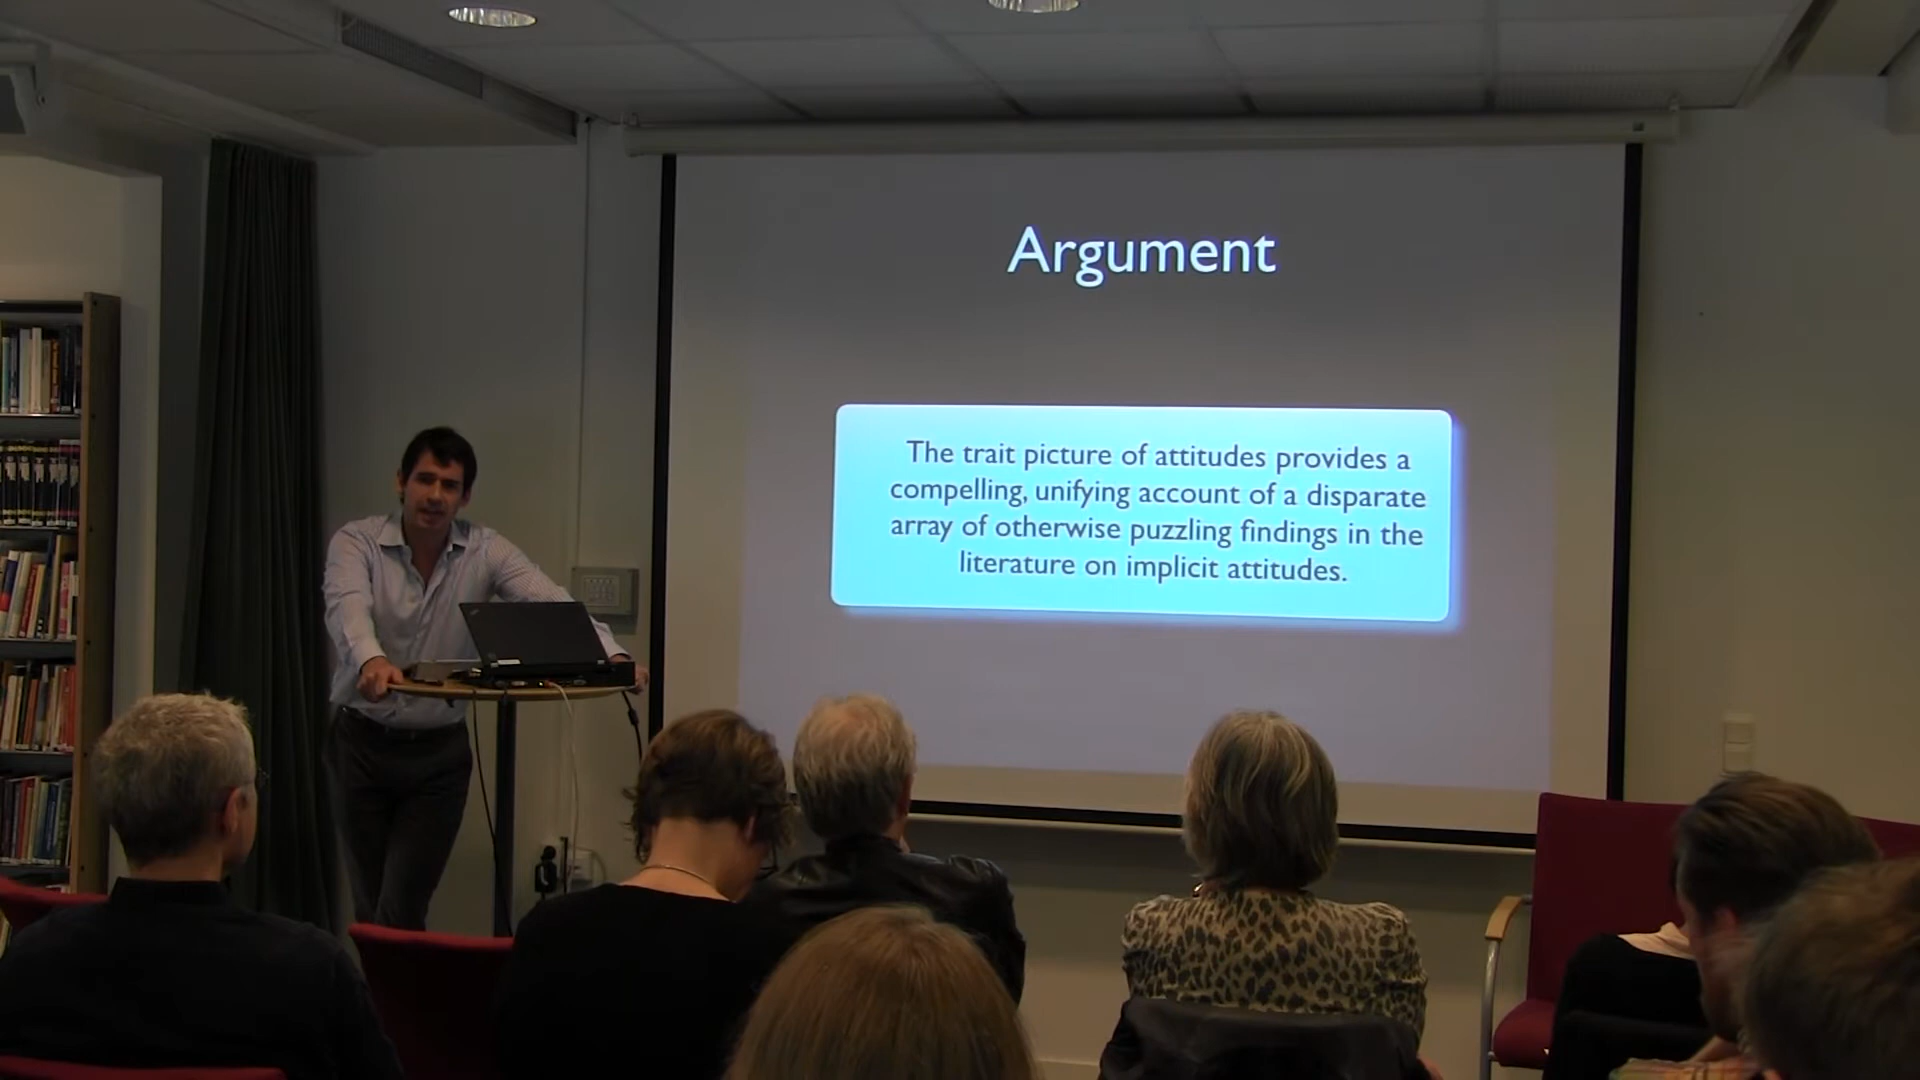 Argument
The trait picture of attitudes provides a
compelling, unifying account of a disparate
array of otherwise puzzling findings in the
literature on implicit attitudes.